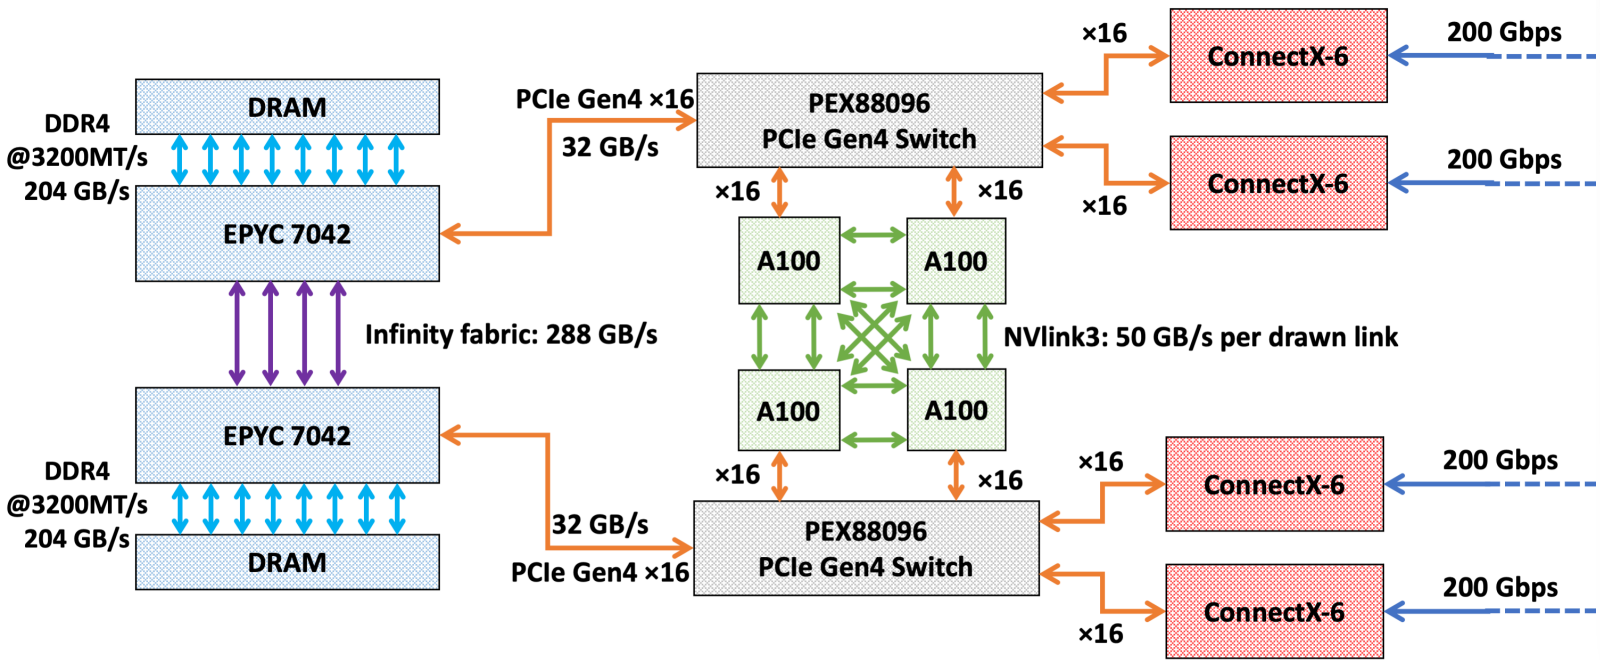 DRAM
DDR4
@3200MT/s
204 GB/s
EPYC 7042
Infinity fabric: 288 GB/s
EPYC 7042
DDR4
@3200MT/s
204 GB/s
DRAM
PCIe Gen4 ×16
32 GB/s
PEX88096
PCIe Gen4 Switch
×16
×16
A100
A100
NVlink3: 50 GB/s per drawn link
A100
A100
×16
×16
32 GB/s
PCIe Gen4 ×16
PEX88096
PCIe Gen4 Switch
×16
ConnectX-6
200 Gbps
×16
ConnectX-6
200 Gbps
×16
ConnectX-6
200 Gbps
×16
ConnectX-6
200 Gbps